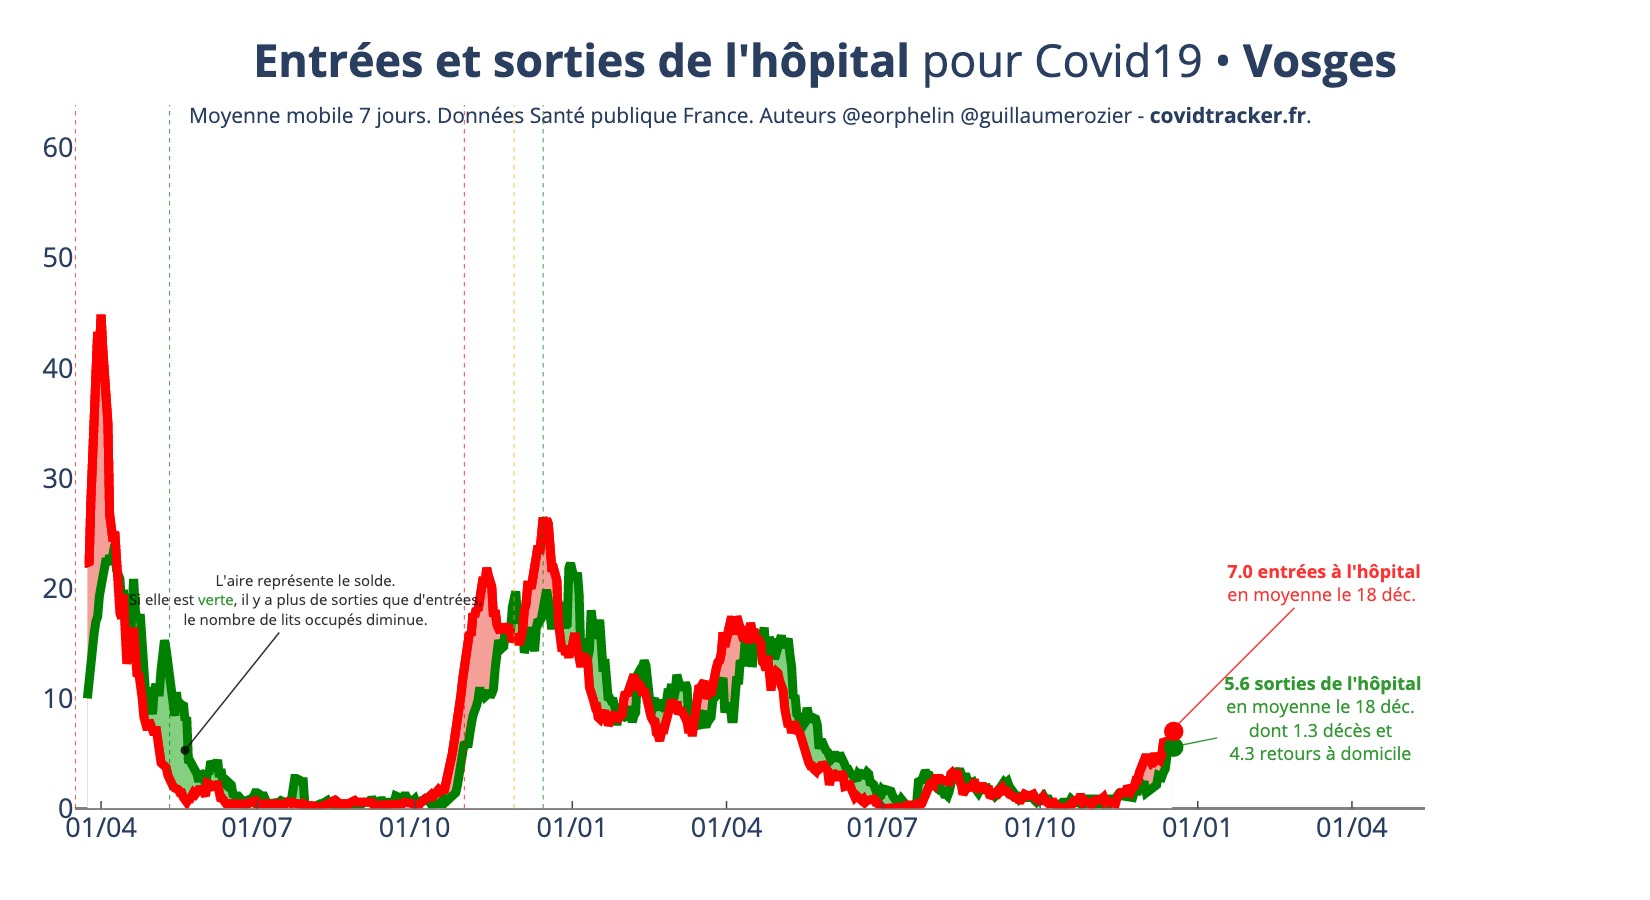 Entrées et sorties de l'hôpital pour Covid19 • Vosges
Moyenne mobile 7 jours. Données Santé publique France. Auteurs @eorphelin @guillaumerozier - covidtracker.fr.
60
50
40
30
20
10
0
L'aire représente le solde.
Si elle est verte, il y a plus de sorties que d'entrées,
le nombre de lits occupés diminue.
7.0 entrées à l'hôpital
en moyenne le 18 déc.
5.6 sorties de l'hôpital
en moyenne le 18 déc.
dont 1.3 décès et
4.3 retours à domicile
01/04 01/07 01/10 01/01 01/04 01/07 01/10 01/01 01/04